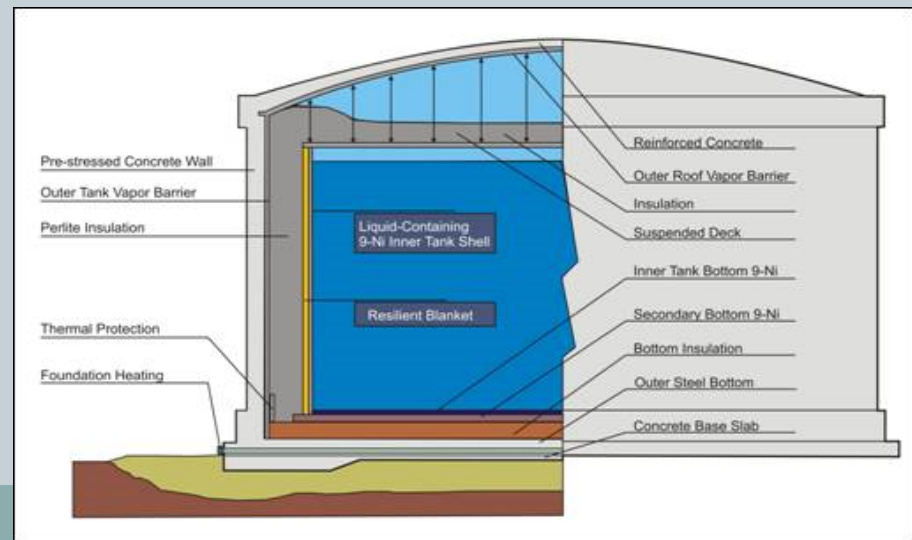 Pre-stressed Concrete Wall
Outer Tank Vapor Barrier
Perlite Insulation
Thermal Protection
Foundation Heating
Liquid-Containing
9-Ni Inner Tank Shell
Resilient Blanket
Reinforced Concrete
Outer Roof Vapor Barrier
Insulation
Suspended Deck
Inner Tank Bottom 9-Ni
Secondary Bottom 9-Ni
Bottom Insulation
Outer Steel Bottom
Concrete Base Slab